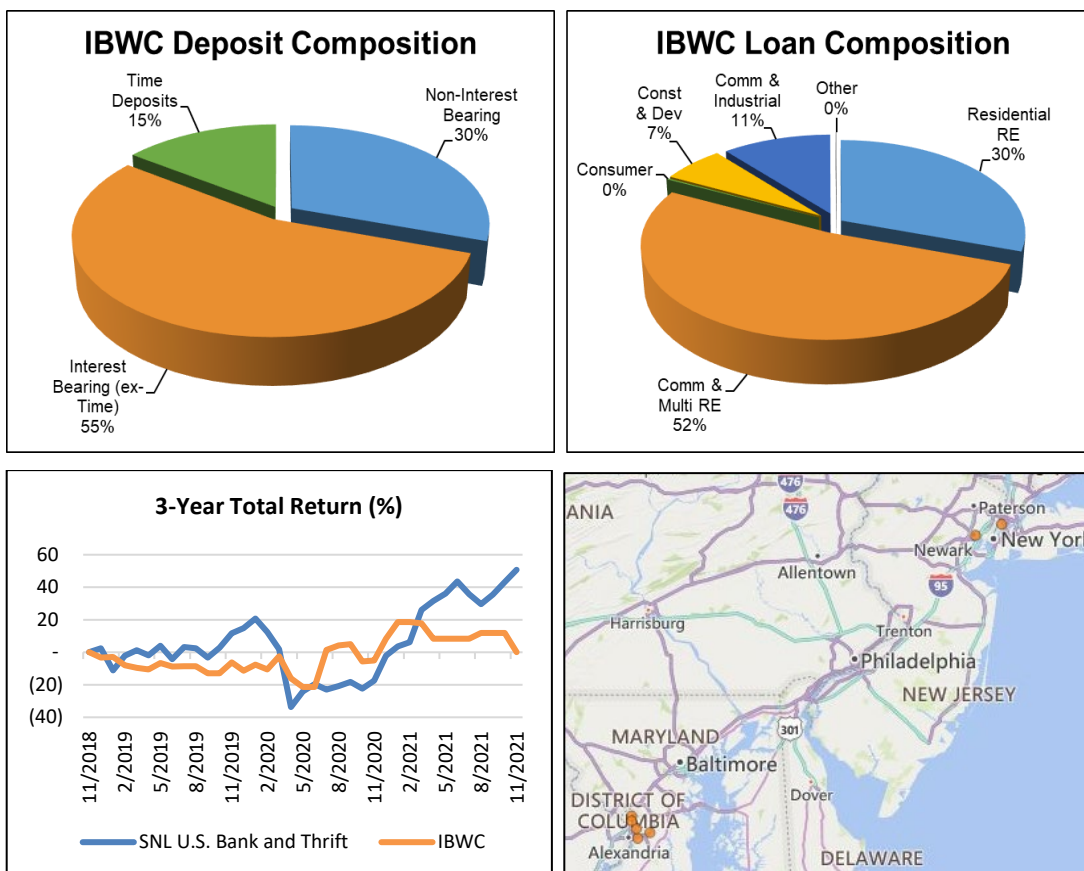 IBWC Deposit Composition
Time
Deposits
15%
Non-Interest
Bearing
30%
Interest
Bearing (ex-
Time)
55%
IBWC Loan Composition
Other
0%
Comm &
Industrial
11%
Const
& Dev
7%
Consumer
0%
Residential
RE
30%
Comm &
Multi RE
52%
3-Year Total Return (%)
60
40
20
-
(20)
(40)
11/2018
2/2019
5/2019
8/2019
11/2019
2/2020
5/2020
8/2020
11/2020
2/2021
5/2021
8/2021
11/2021
SNL U.S. Bank and Thrift
IBWC
476
476
ANIA
Paterson
New York
Newark
Allentown
95
Harrisburg
Trenton
Philadelphia
NEW JERSEY
301
MARYLAND
Baltimore
Dover
DISTRICT OF
COLUMBIA
Alexandria
DELAWARE